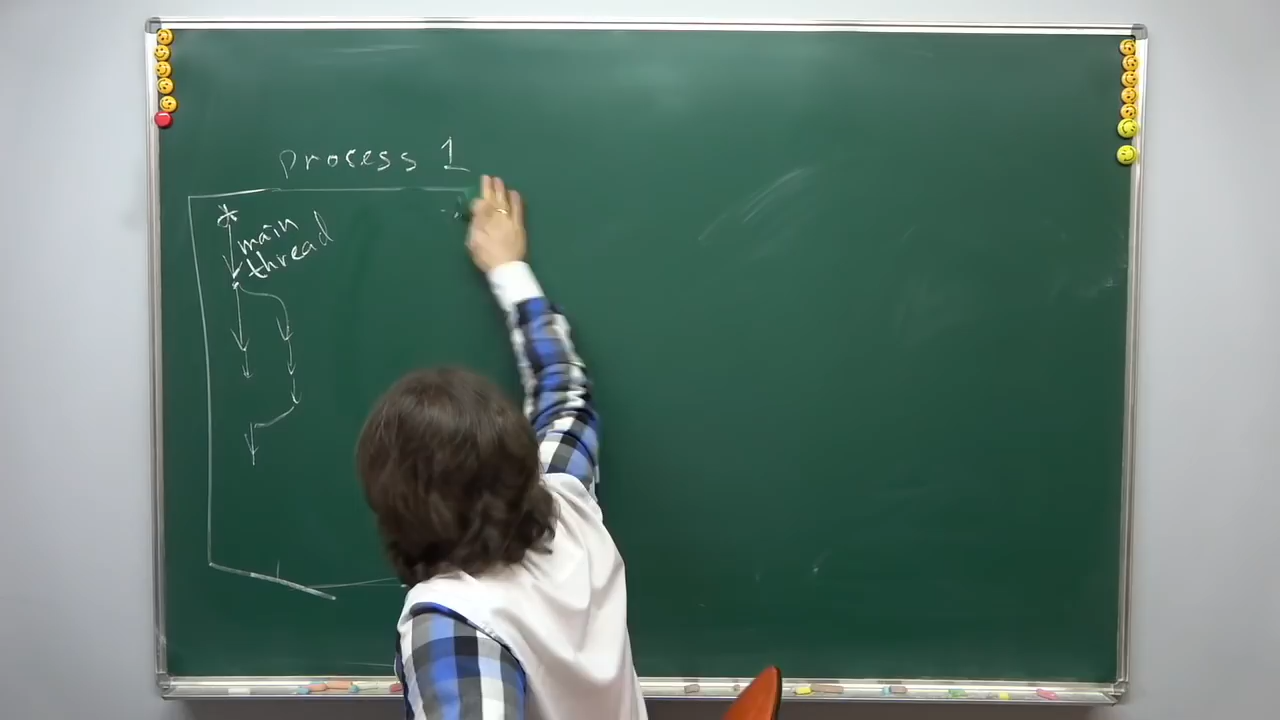 process 1
main
thread